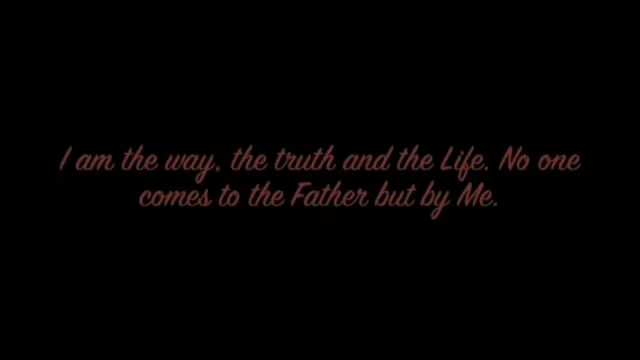 I am the way, the truth and the Life. No one
comes to the Father but by Me.